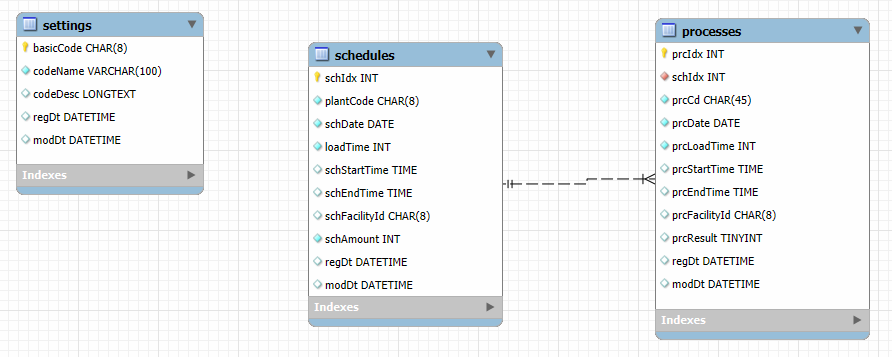 settings
basicCode CHAR(8)
codeName VARCHAR(100)
codeDesc LONGTEXT
regDt DATETIME
modDt DATETIME
Indexes
schedules
schIdx INT
plantCode CHAR(8)
schDate DATE
loadTime INT
schStartTime TIME
schEndTime TIME
schFacilityId CHAR(8)
schAmount INT
regDt DATETIME
modDt DATETIME
Indexes
processes
prcIdx INT
schIdx INT
prcCd CHAR(45)
prcDate DATE
prcLoadTime INT
prcStartTime TIME
prcEndTime TIME
prcFacilityId CHAR(8)
prcResult TINYINT
regDt DATETIME
modDt DATETIME
Indexes